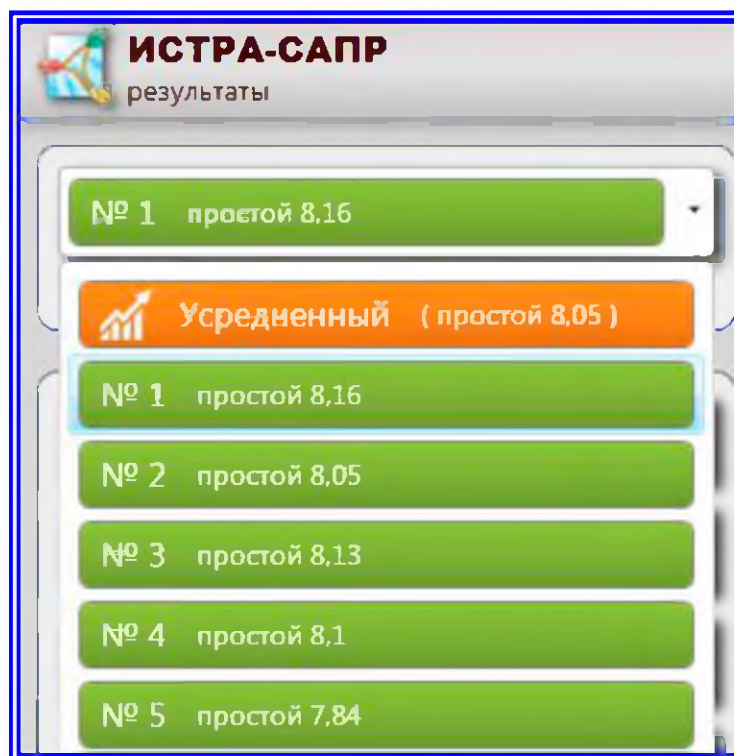 ИСТРА-САПР
результаты
№ 1 простой 8,16
Усредненный ( простой 8,05 )
№ 1 простой 8,16
№ 2 простой 8,05
№ 3 простой 8,13
№ 4 простой 8,1
№ 5 простой 7,84